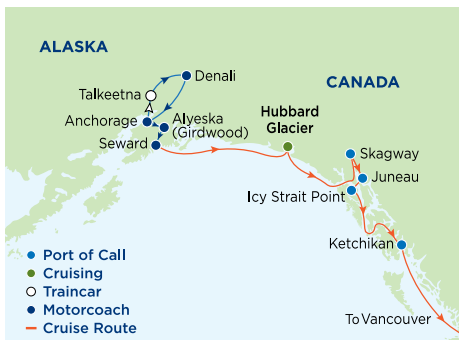 ALASKA
Denali
CANADA
Talkeetna
Hubbard
Glacier
Anchorage
Alyeska
(Girdwood)
Seward
Skagway
Juneau
Icy Strait Point
Ketchikan
Port of Call
Cruising
Traincar
Motorcoach
Cruise Route
To Vancouver